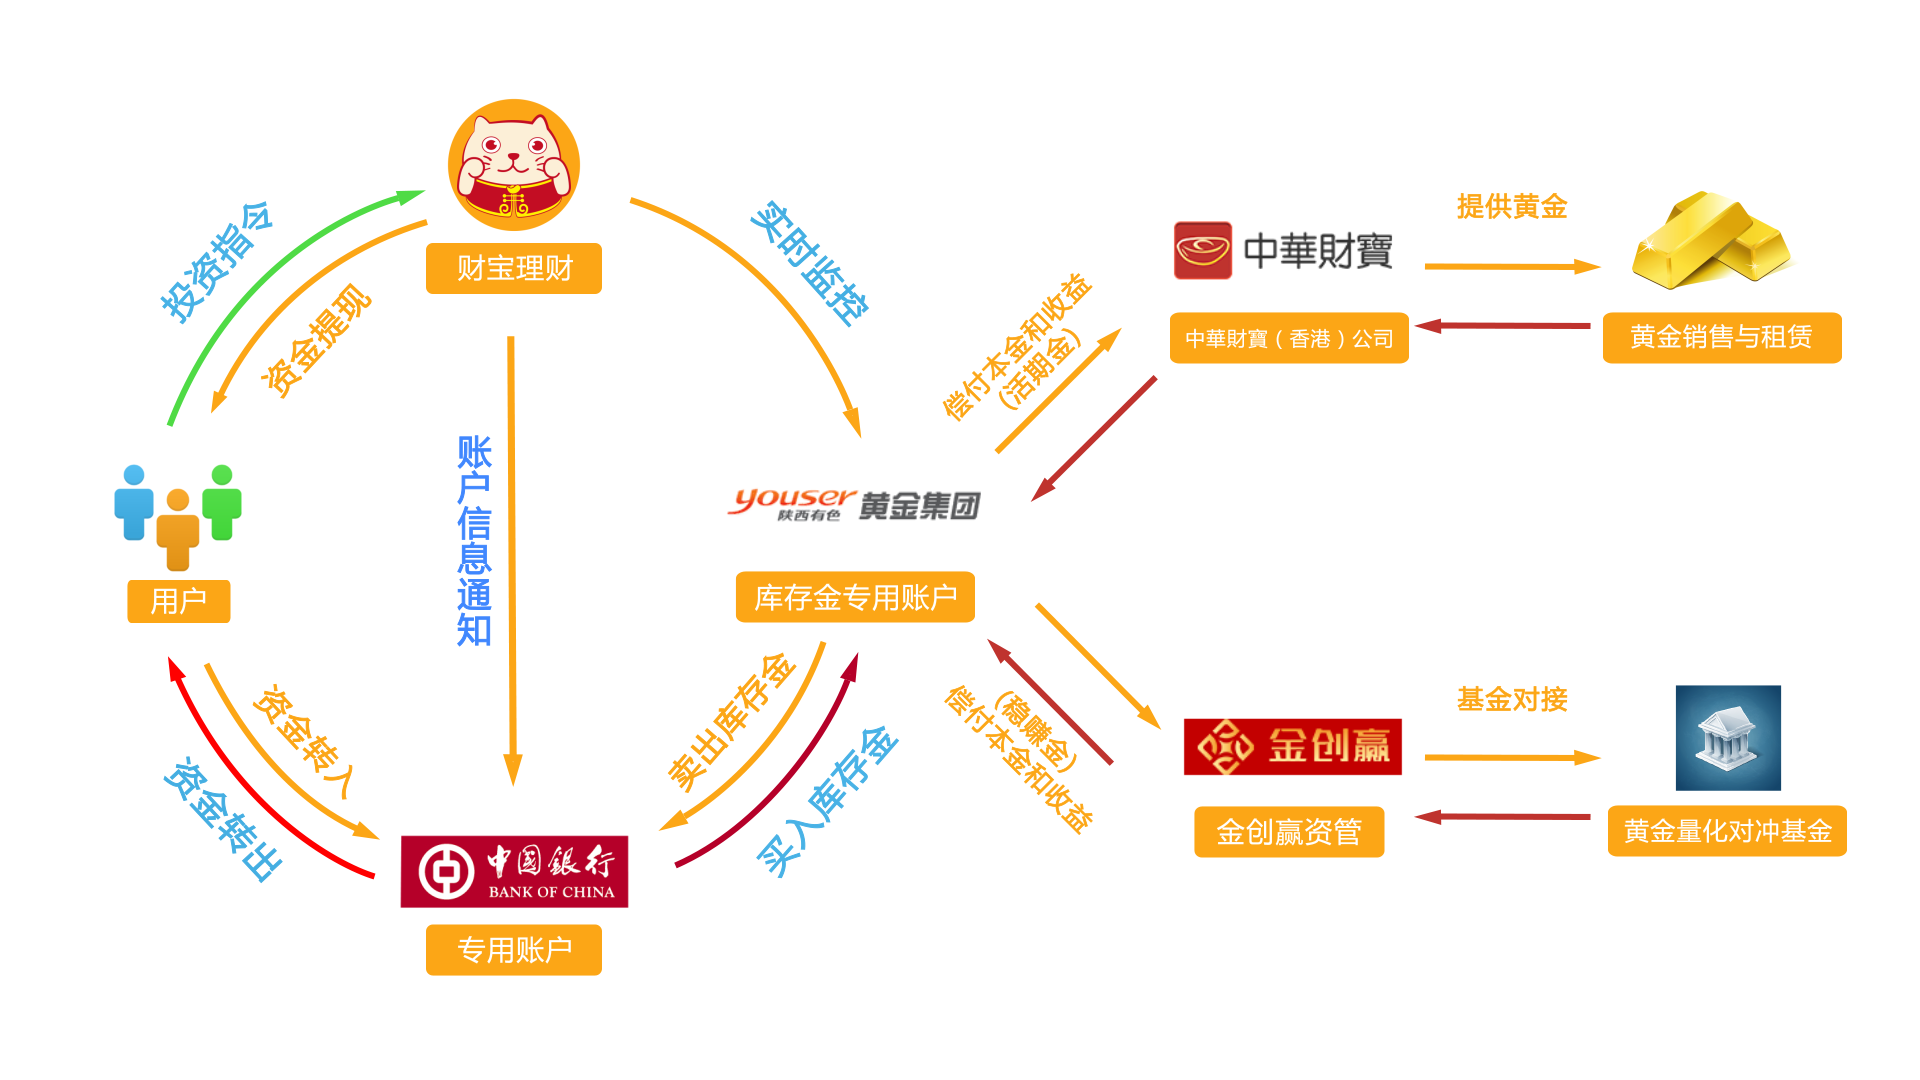 投资指令
资金提现
财宝理财
实时监控
账户信息通知
用户
资金转入
资金转出
中國銀行
BANK OF CHINA
专用账户
youser
陕西有色
黄金集团
库存金专用账户
卖出库存金
买入库存金
偿付本金和收益
(活期金)
中華財寶
中華財寶（香港）公司
提供黄金
黄金销售与租赁
(稳赚金)
偿付本金和收益
金创赢
金创赢资管
基金对接
黄金量化对冲基金